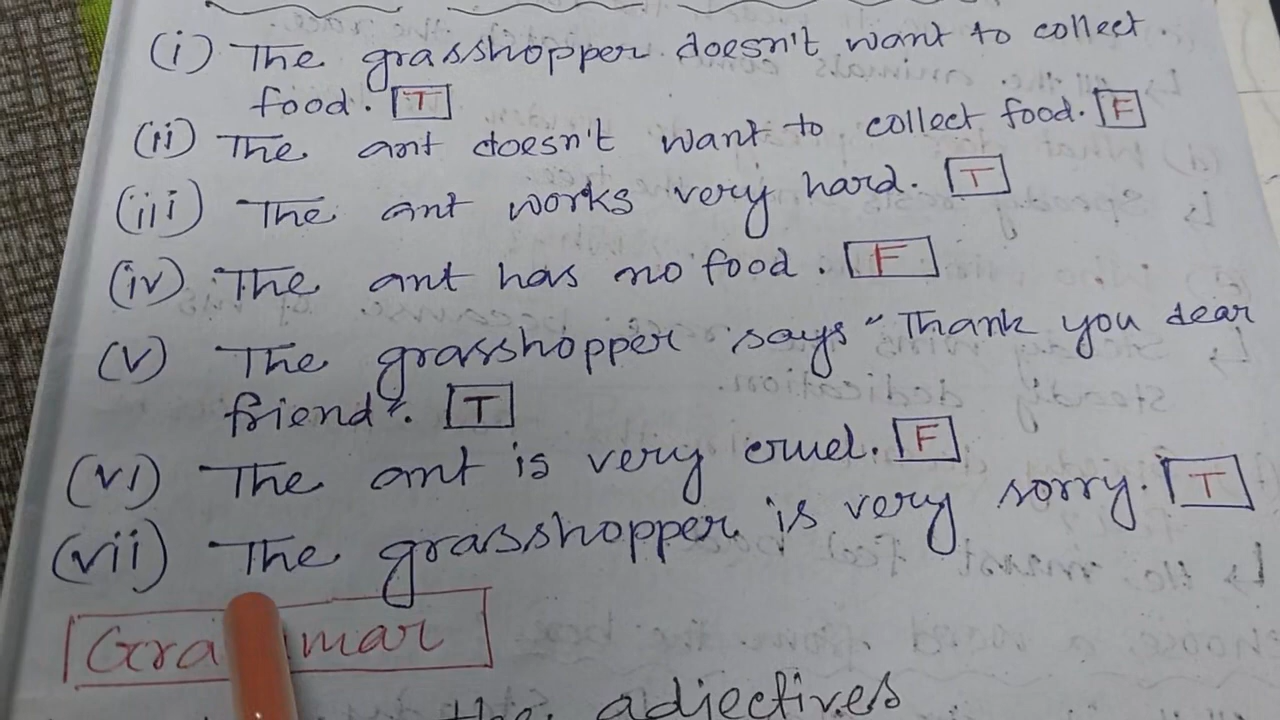 (i) The grasshopper doesn't want to collect
food. T
(ii) The ant doesn't want to collect food. F
(iii) The ant works very hard. T
(iv) The ant has no food. F
(v) The grasshopper says "Thank you dear
friend". T
(vi) The ant is very cruel. F
(vii) The grasshopper is very sorry. T
the adjectives